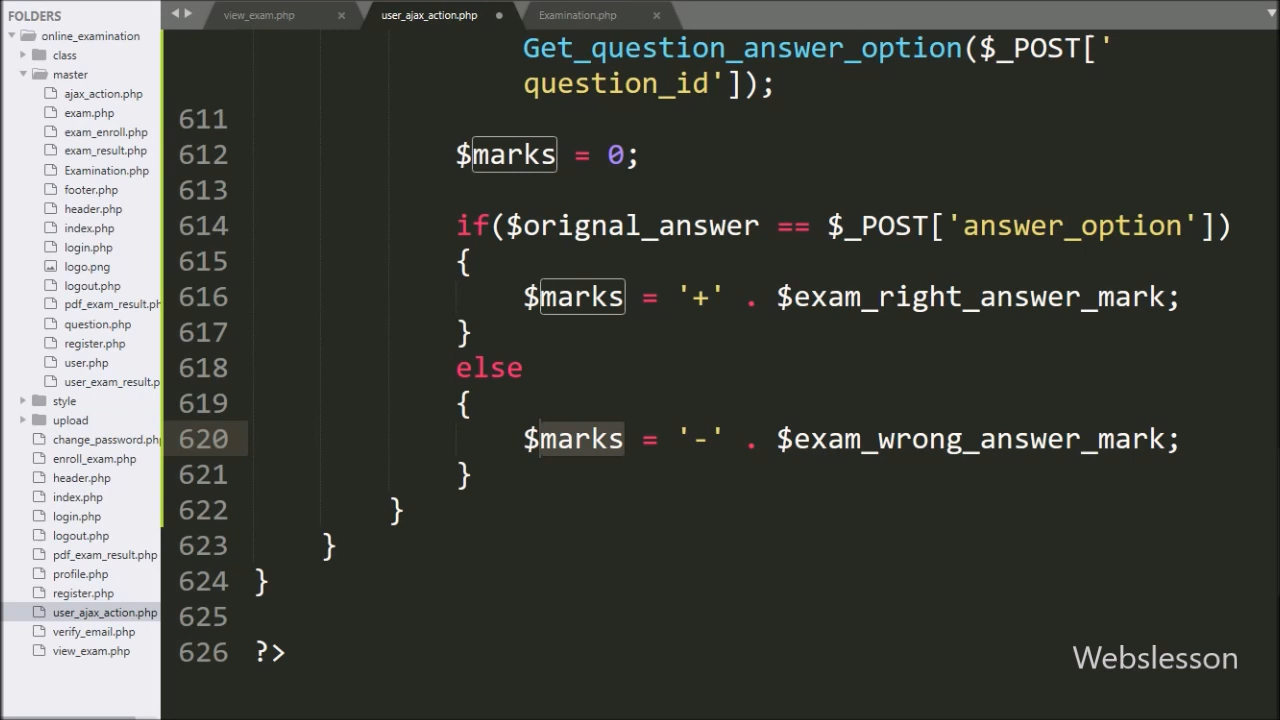 FOLDERS
online_examination
class
master
ajax_action.php
exam.php
exam_enroll.php
exam_result.php
Examination.php
footer.php
header.php
index.php
login.php
logo.png
logout.php
pdf_exam_result.ph
question.php
register.php
user.php
user_exam_result.p
style
upload
change_password.php
enroll_exam.php
header.php
index.php
login.php
logout.php
pdf_exam_result.php
profile.php
register.php
user_ajax_action.php
verify_email.php
view_exam.php
view_exam.php × user_ajax_action.php Examination.php ×
Get_question_answer_option($_POST['
question_id']);
611
612 $marks = 0;
613
614 if($orignal_answer == $_POST['answer_option'])
615 {
616 $marks = '+' . $exam_right_answer_mark;
617 }
618 else
619 {
620 $marks = '-' . $exam_wrong_answer_mark;
621 }
622 }
623 }
624 }
625
626 ?>
Webslesson